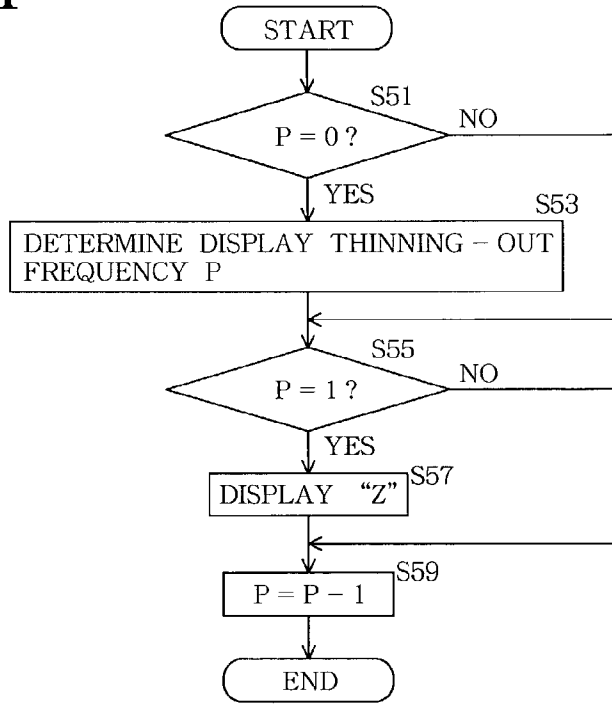 START
S51
P = 0 ?
NO
YES
S53
DETERMINE DISPLAY THINNING - OUT
FREQUENCY P
S55
P = 1 ?
NO
YES
S57
DISPLAY “Z”
S59
P = P - 1
END